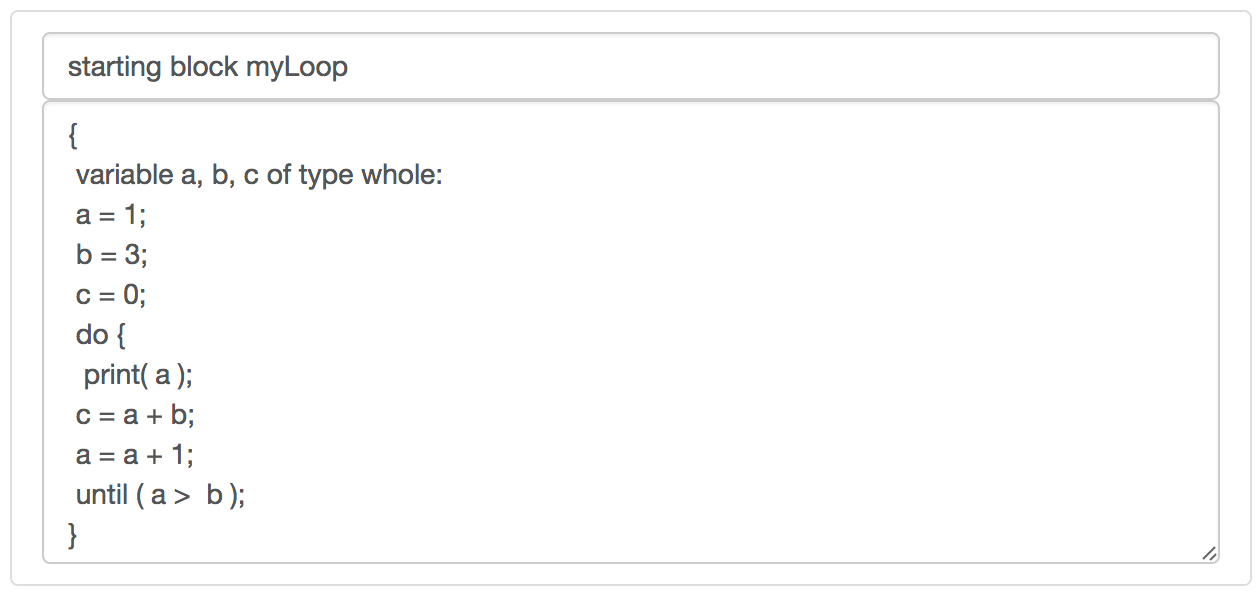 starting block myLoop
{
variable a, b, c of type whole:
a = 1;
b = 3;
c = 0;
do {
print( a );
c = a + b;
a = a + 1;
until ( a >  b );
}